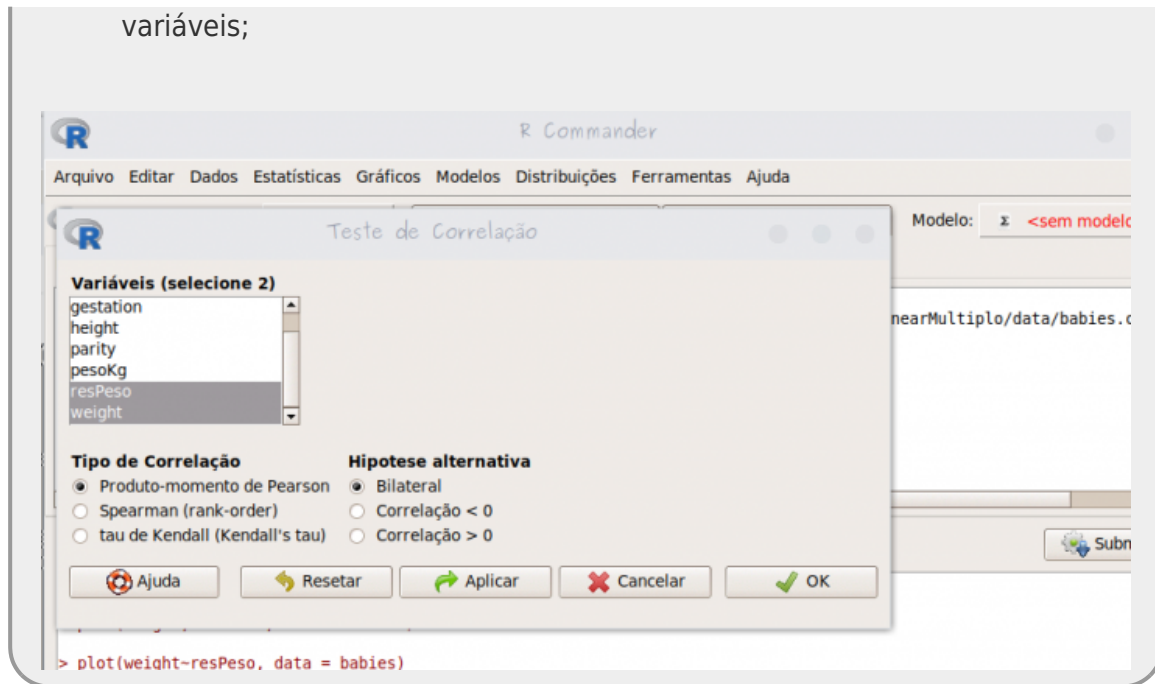 variáveis;
R Commander
Arquivo Editar Dados Estatísticas Gráficos Modelos Distribuições Ferramentas Ajuda
Teste de Correlação
Modelo: Σ <sem modelo
Variáveis (selecione 2)
gestation
height
parity
pesoKg
resPeso
weight
nearMultiplo/data/babies.c
Tipo de Correlação
Produto-momento de Pearson
Spearman (rank-order)
tau de Kendall (Kendall's tau)
Hipotese alternativa
Bilateral
Correlação < 0
Correlação > 0
Subm
Ajuda Resetar Aplicar Cancelar OK
> plot(weight~resPeso, data = babies)